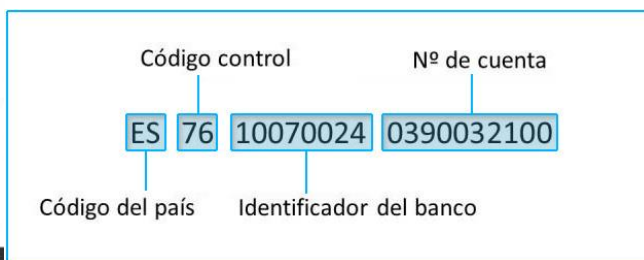 Código control
Nº de cuenta
ES 76 10070024 0390032100
Código del país
Identificador del banco